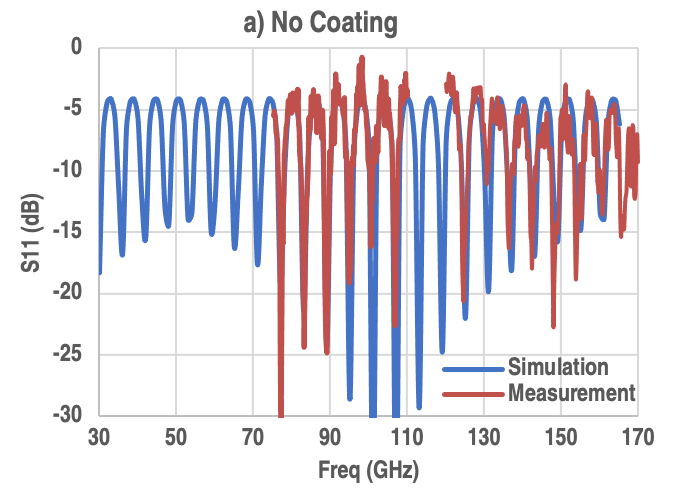 a) No Coating
0
-5
-10
-15
-20
-25
-30
S11 (dB)
Simulation
Measurement
30 50 70 90 110 130 150 170
Freq (GHz)